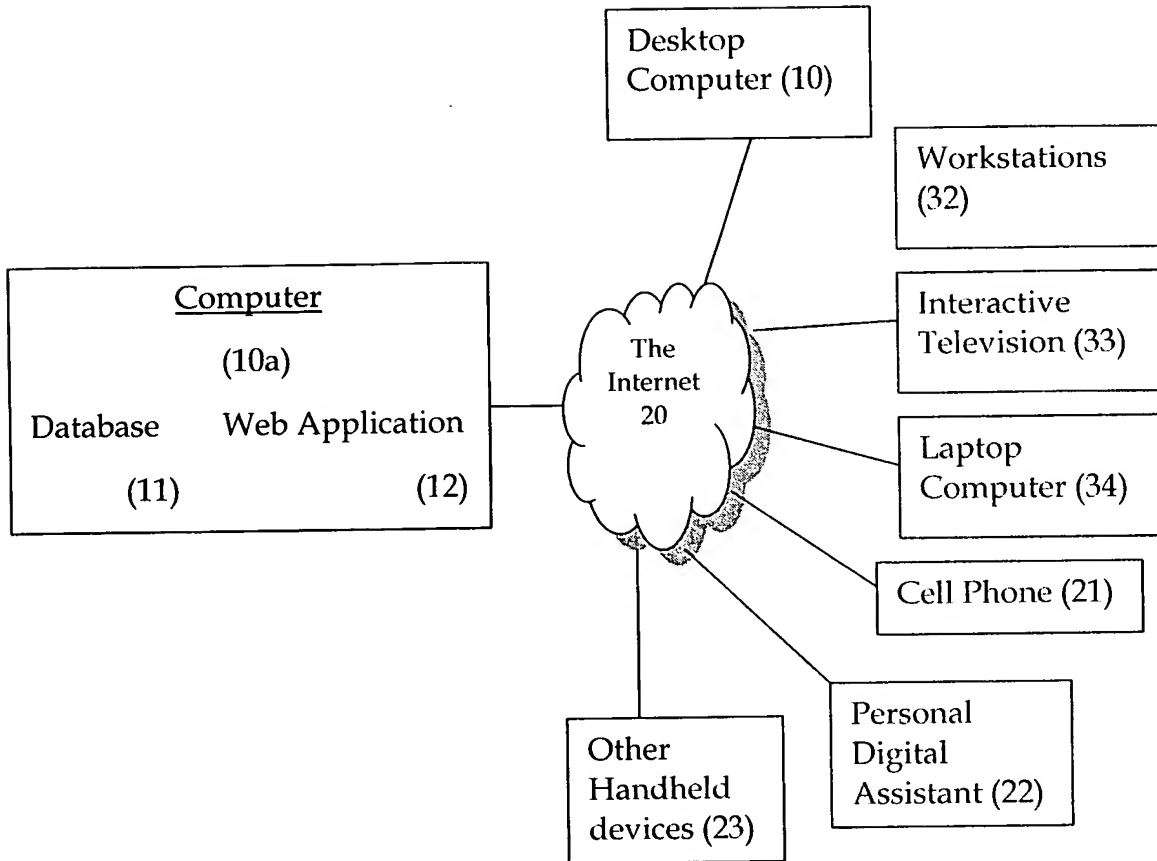 Desktop
Computer (10)
Workstations
(32)
Computer
(10a)
Database Web Application
(11) (12)
The
Internet
20
Interactive
Television (33)
Laptop
Computer (34)
Cell Phone (21)
Personal
Digital
Assistant (22)
Other
Handheld
devices (23)